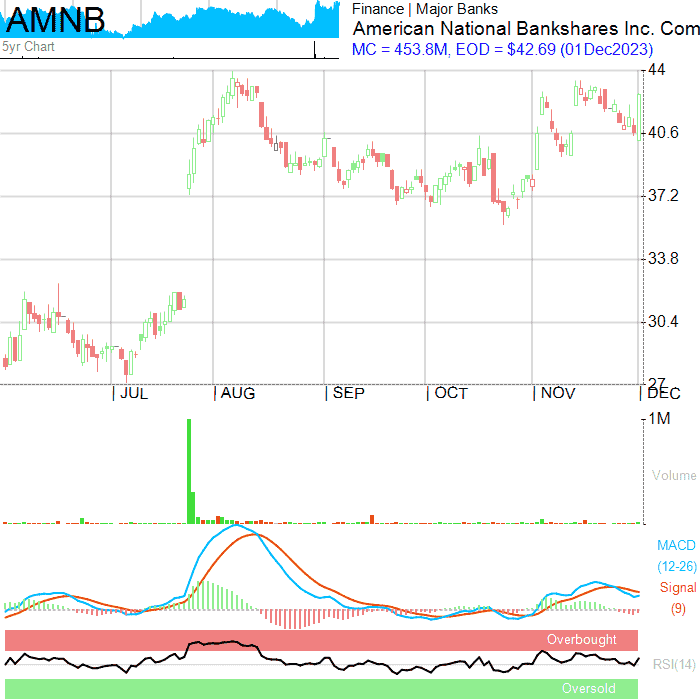 AMNB
5yr Chart
Finance | Major Banks
American National Bankshares Inc. Com
MC = 453.8M, EOD = $42.69 (01Dec2023)
44
40.6
37.2
33.8
30.4
27
JUL AUG SEP OCT NOV DEC
1M
Volume
MACD
(12-26)
Signal
(9)
Overbought
RSI(14)
Oversold